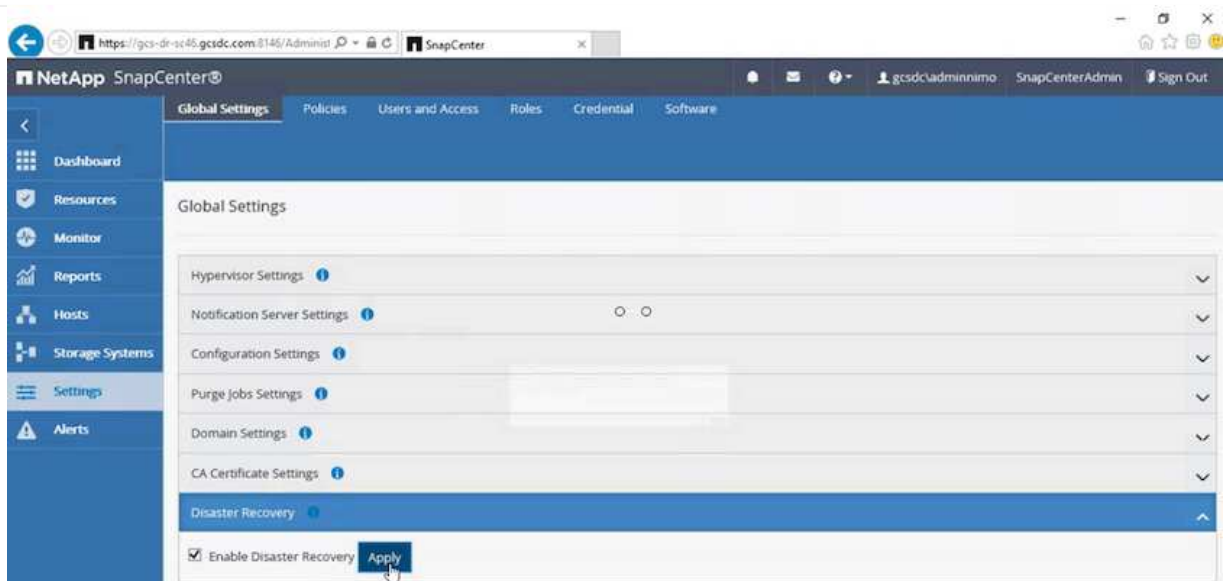 https://gcs-dr-sc46.gcsdc.com:8146/Administ SnapCenter
NetApp SnapCenter® gcsdc\adminnimo SnapCenterAdmin Sign Out
Global Settings Policies Users and Access Roles Credential Software
Dashboard
Resources
Monitor
Reports
Hosts
Storage Systems
Settings
Alerts
Global Settings
Hypervisor Settings
Notification Server Settings
Configuration Settings
Purge Jobs Settings
Domain Settings
CA Certificate Settings
Disaster Recovery
Enable Disaster Recovery Apply